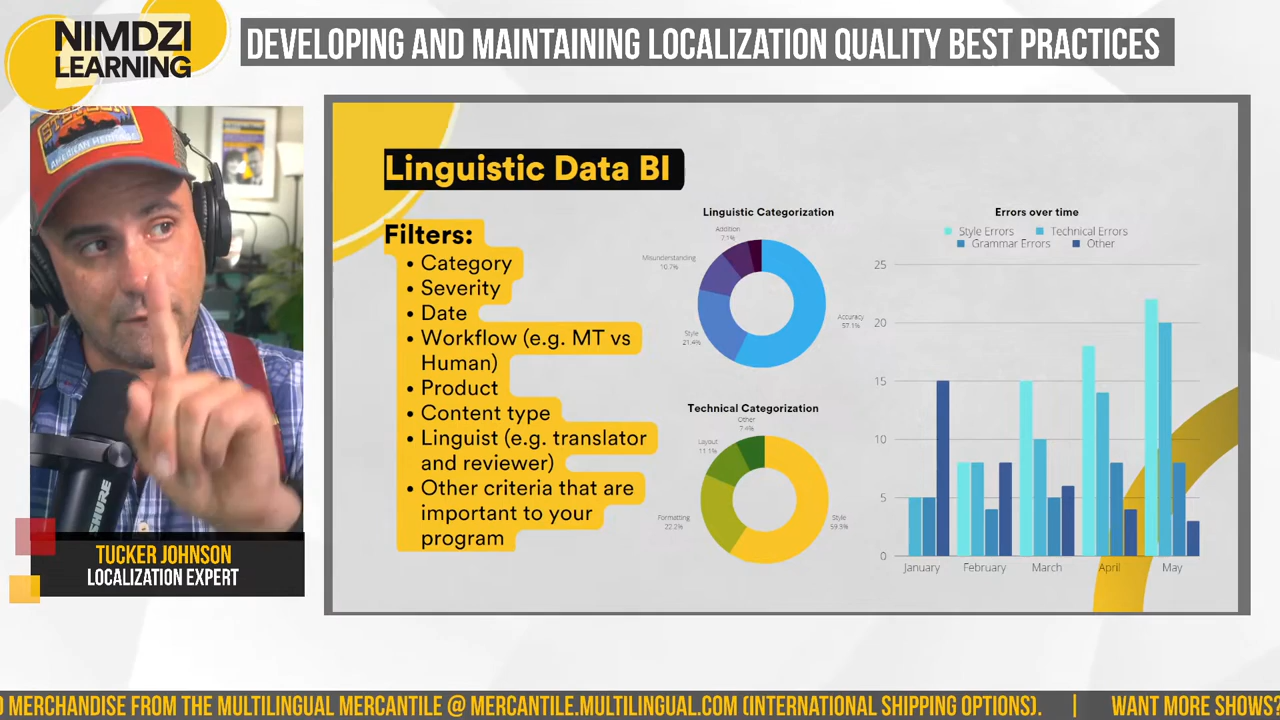 NIMDZI
LEARNING
DEVELOPING AND MAINTAINING LOCALIZATION QUALITY BEST PRACTICES
AMERICAN HERITAGE
SHURE
TUCKER JOHNSON
LOCALIZATION EXPERT
Linguistic Data BI
Filters:
• Category
• Severity
• Date
• Workflow (e.g. MT vs
Human)
• Product
• Content type
• Linguist (e.g. translator
and reviewer)
• Other criteria that are
important to your
program
Linguistic Categorization
Addition
7.1%
Misunderstanding
10.7%
Style
21.4%
Accuracy
57.1%
Technical Categorization
Other
7.4%
Layout
11.1%
Formatting
22.2%
Style
59.3%
Errors over time
Style Errors Technical Errors
Grammar Errors Other
25
20
15
10
5
0
January February March April May
MERCHANDISE FROM THE MULTILINGUAL MERCANTILE @ MERCANTILE.MULTILINGUAL.COM (INTERNATIONAL SHIPPING OPTIONS). | WANT MORE SHOWS?